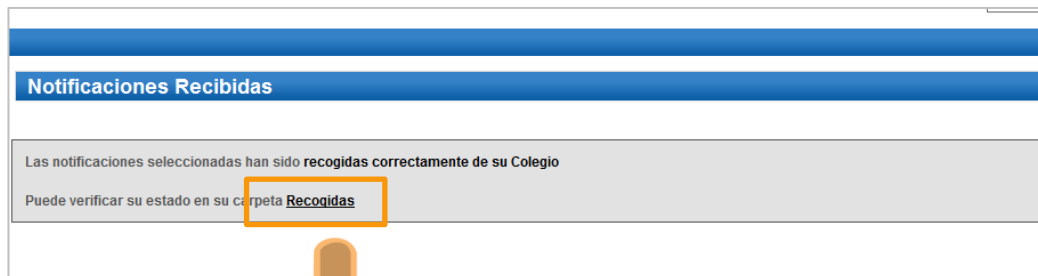 Notificaciones Recibidas
Las notificaciones seleccionadas han sido recogidas correctamente de su Colegio
Puede verificar su estado en su carpeta Recogidas